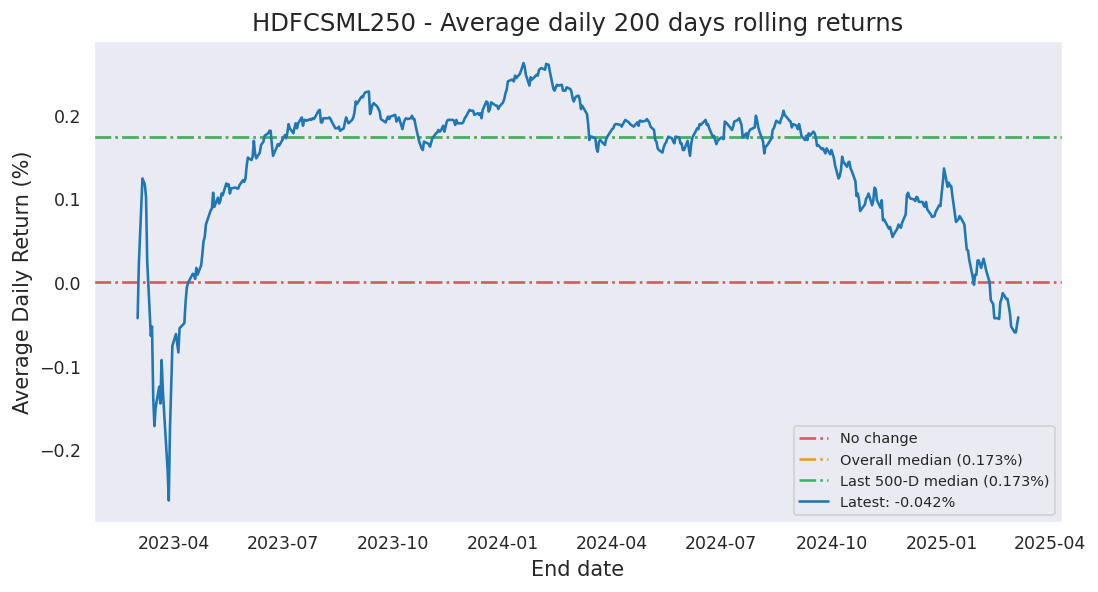 HDFCSML250 - Average daily 200 days rolling returns
Average Daily Return (%)
0.2
0.1
0.0
−0.1
−0.2
No change
Overall median (0.173%)
Last 500-D median (0.173%)
Latest: -0.042%
2023-04 2023-07 2023-10 2024-01 2024-04 2024-07 2024-10 2025-01 2025-04
End date